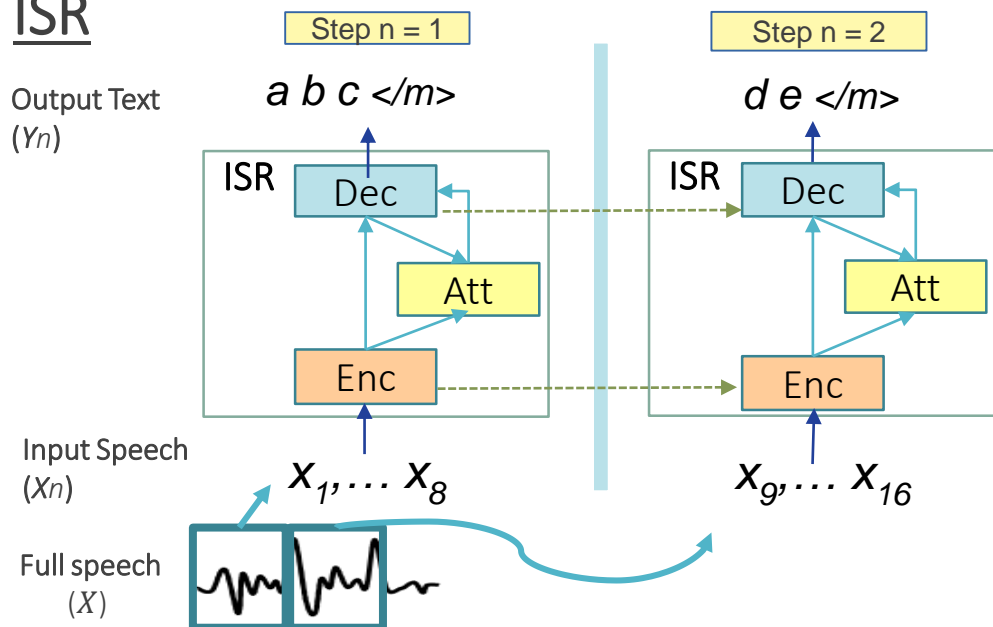 ISR
Step n = 1
Step n = 2
Output Text
(Yn)
a b c </m>
d e </m>
ISR
Dec
Att
Enc
ISR
Dec
Att
Enc
Input Speech
(Xn)
x1,... x8
x9,... x16
Full speech
(X)